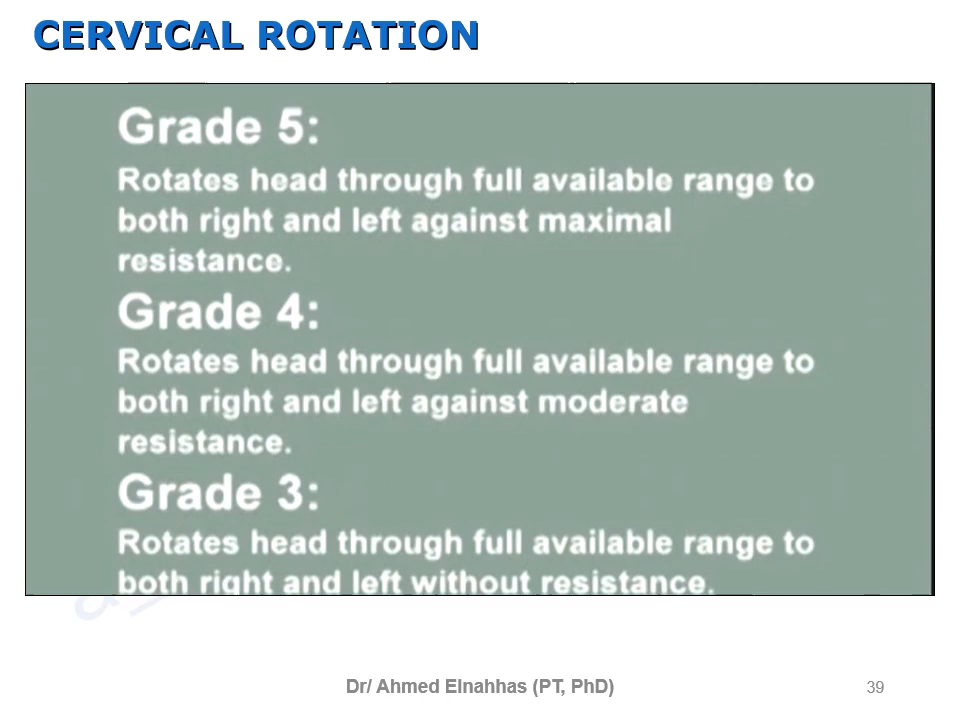 CERVICAL ROTATION
Grade 5:
Rotates head through full available range to
both right and left against maximal
resistance.
Grade 4:
Rotates head through full available range to
both right and left against moderate
resistance.
Grade 3:
Rotates head through full available range to
both right and left without resistance.
Dr/ Ahmed Elnahhas (PT, PhD)
39